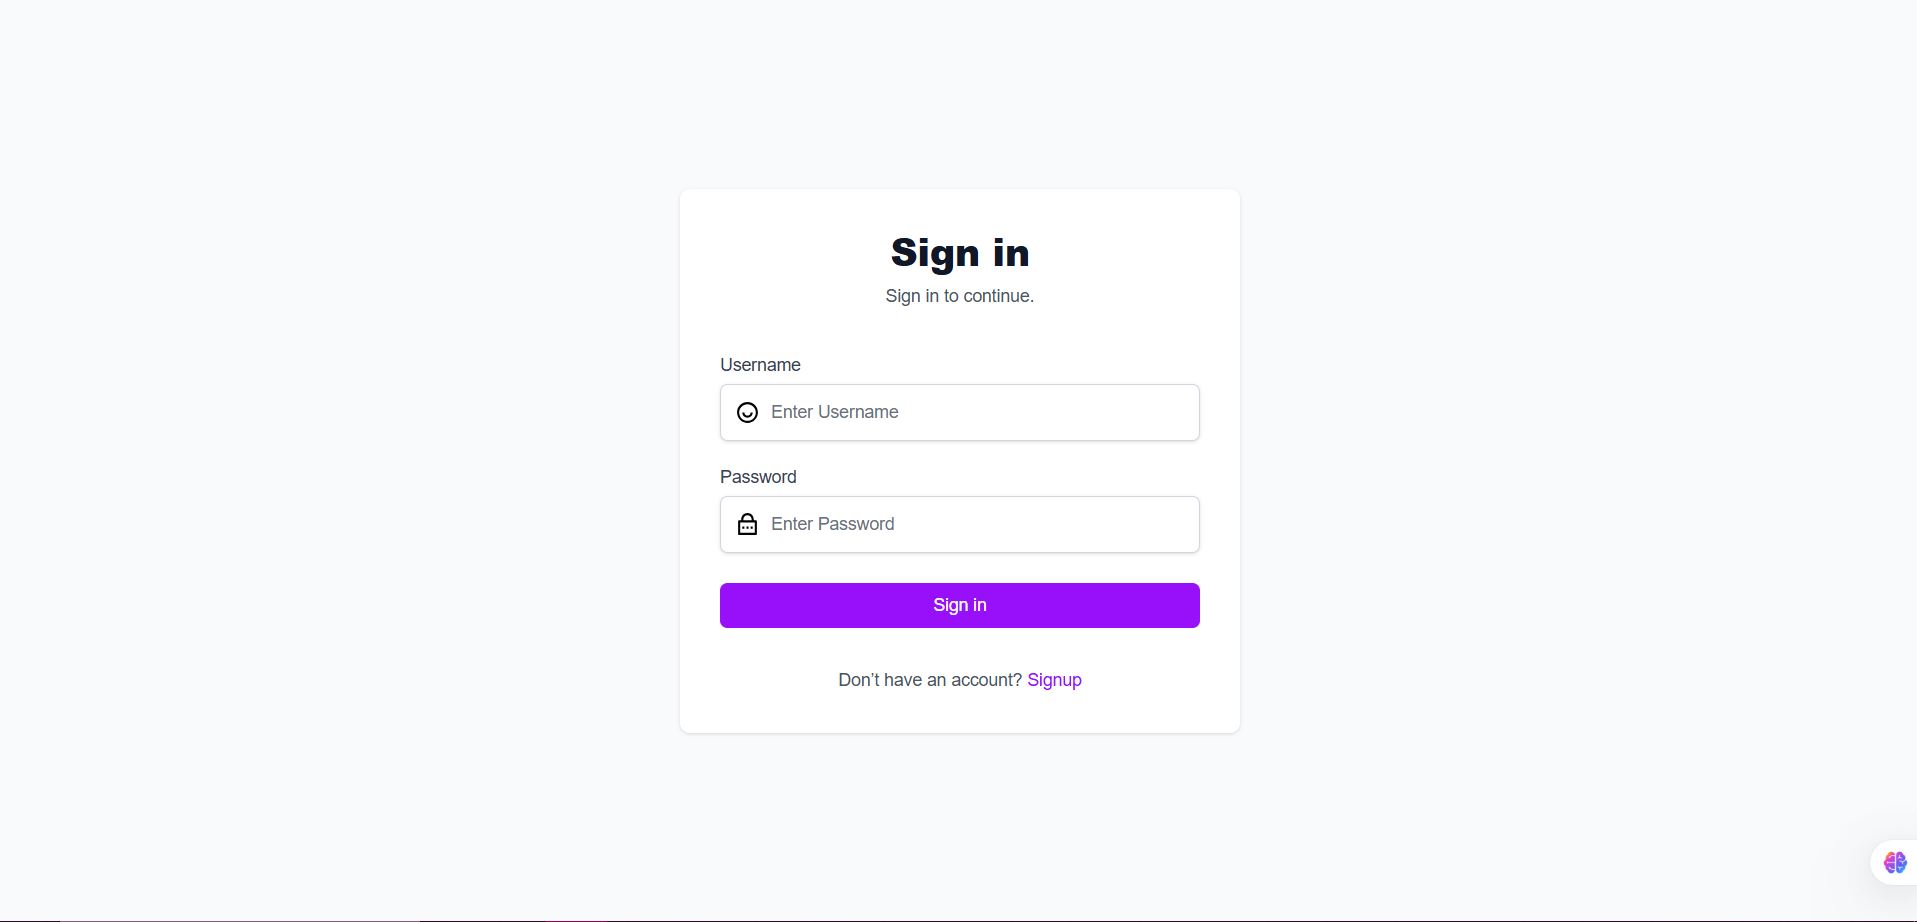 Sign in
Sign in to continue.
Username
Enter Username
Password
Enter Password
Sign in
Don't have an account? Signup